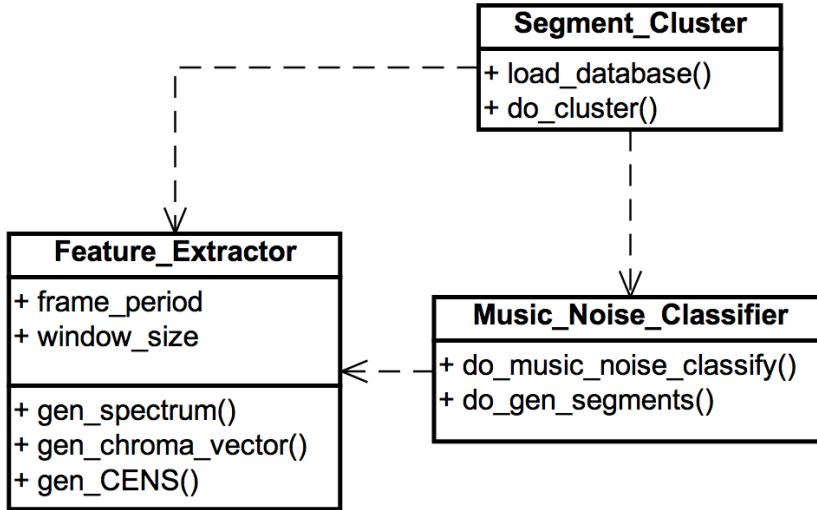 Segment_Cluster
+ load_database()
+ do_cluster()
Feature_Extractor
+ frame_period
+ window_size
+ gen_spectrum()
+ gen_chroma_vector()
+ gen_CENS()
Music_Noise_Classifier
+ do_music_noise_classify()
+ do_gen_segments()